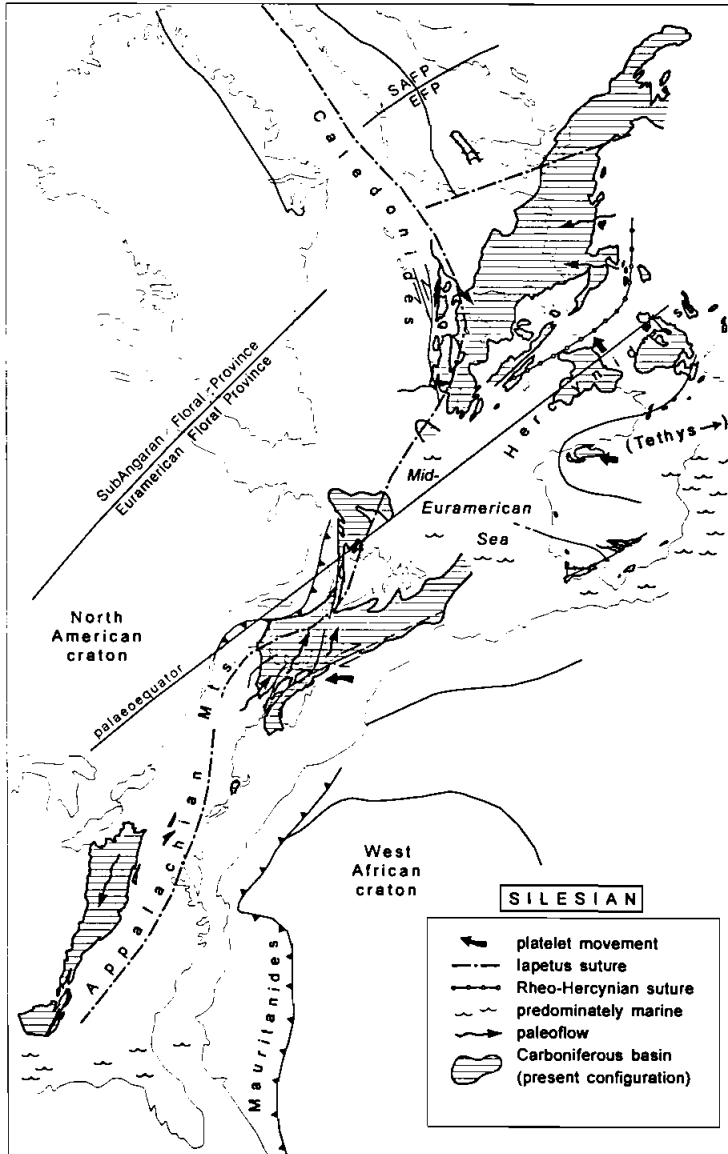 SAFP
EFP
Caledonides
SubAngaran Floral Province
Euramerican Floral Province
Hercynides
(Tethys→)
Mid-
Euramerican
Sea
North
American
craton
palaeoequator
Appalachian Mts
West
African
craton
Mauritanides
SILESIAN
platelet movement
Iapetus suture
Rheo-Hercynian suture
predominately marine
paleoflow
Carboniferous basin
(present configuration)